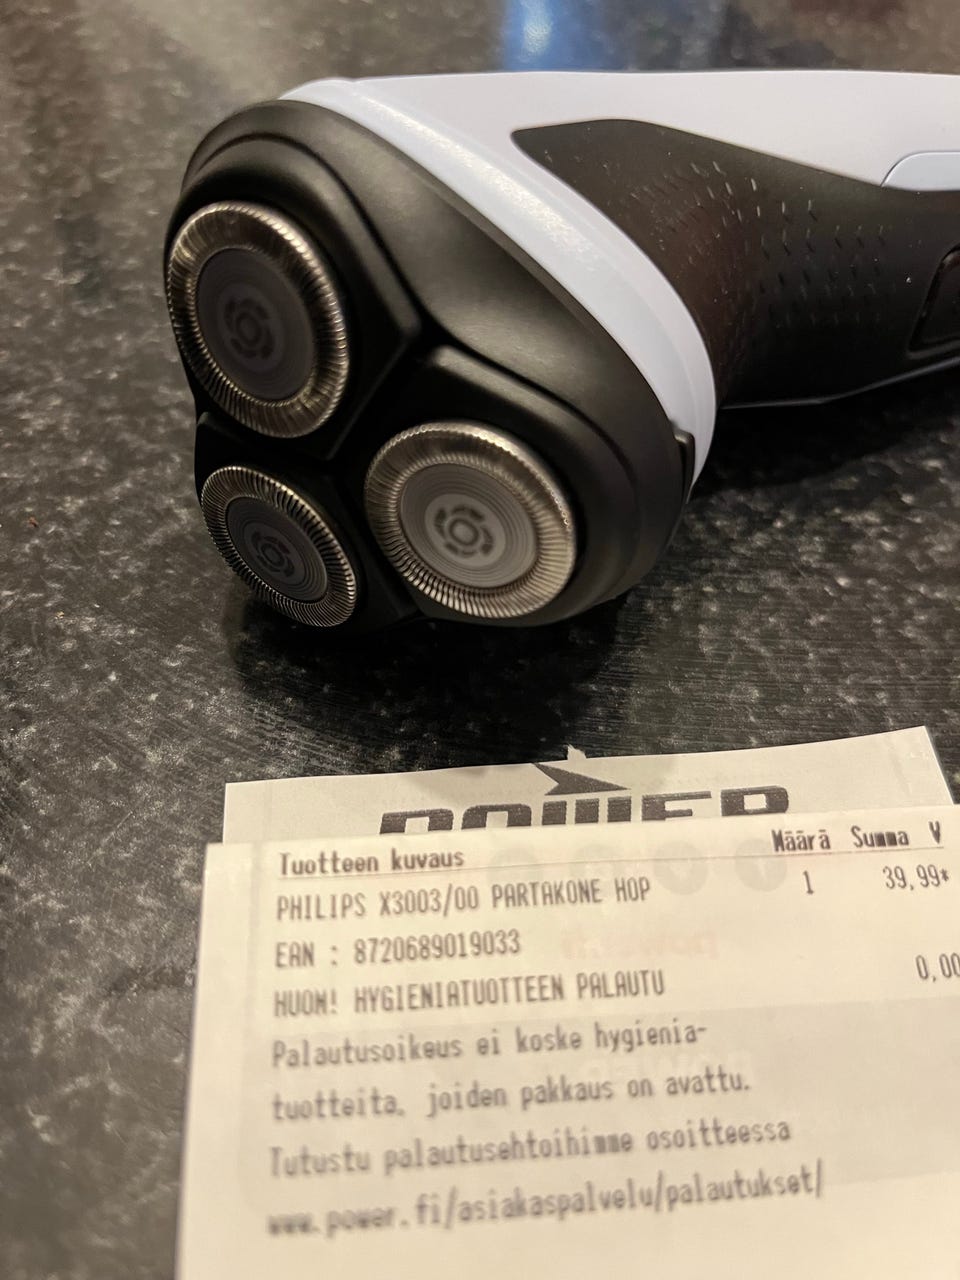 POWER
Tuotteen kuvaus Määrä Summa V
PHILIPS X3003/00 PARTAKONE HOP 1 39,99*
EAN : 8720689019033
HUOM! HYGIENIATUOTTEEN PALAUTU 0,00
Palautusoikeus ei koske hygienia-
tuotteita, joiden pakkaus on avattu.
Tutustu palautusehtoihimme osoitteessa
www.power.fi/asiakaspalvelu/palautukset/